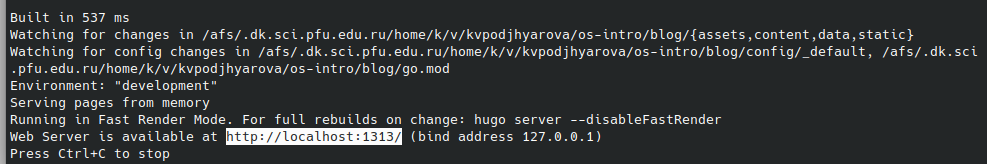 Built in 537 ms
Watching for changes in /afs/.dk.sci.pfu.edu.ru/home/k/v/kvpodjhyarova/os-intro/blog/{assets,content,data,static}
Watching for config changes in /afs/.dk.sci.pfu.edu.ru/home/k/v/kvpodjhyarova/os-intro/blog/config/_default, /afs/.dk.sci
.pfu.edu.ru/home/k/v/kvpodjhyarova/os-intro/blog/go.mod
Environment: "development"
Serving pages from memory
Running in Fast Render Mode. For full rebuilds on change: hugo server --disableFastRender
Web Server is available at http://localhost:1313/ (bind address 127.0.0.1)
Press Ctrl+C to stop